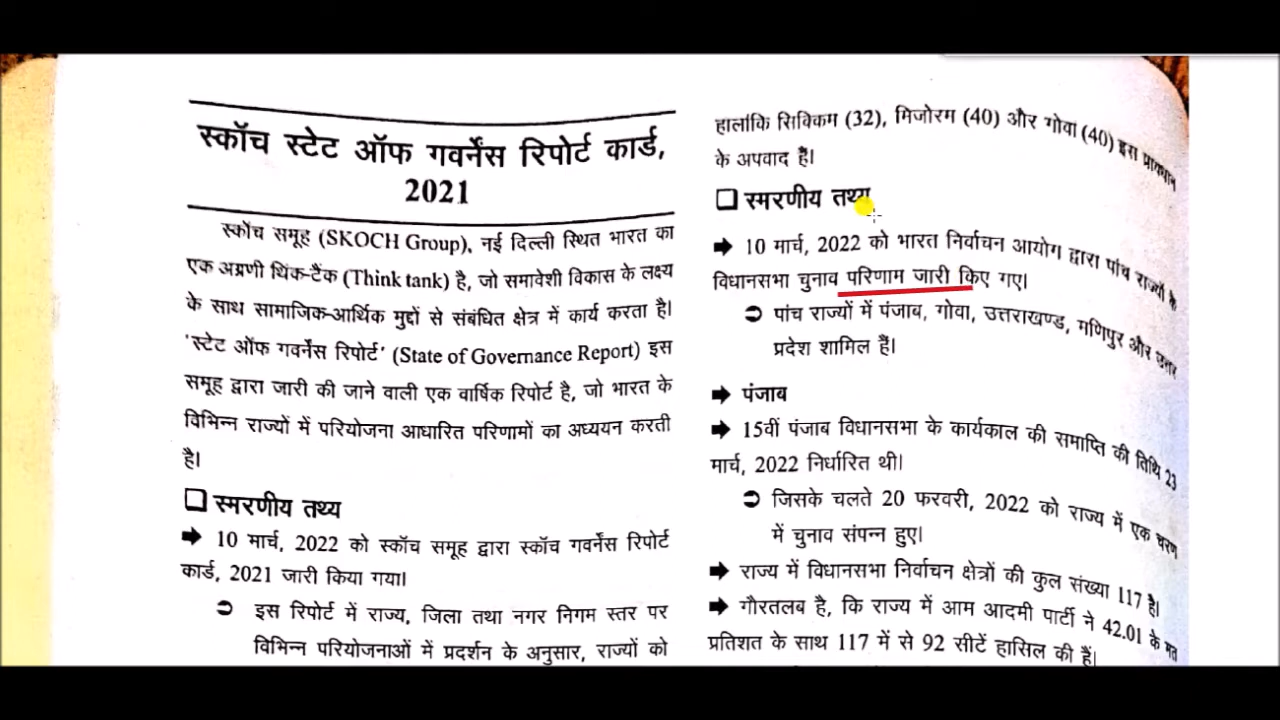 स्कॉच स्टेट ऑफ गवर्नेंस रिपोर्ट कार्ड,
2021
स्कॉच समूह (SKOCH Group), नई दिल्ली स्थित भारत का
एक अग्रणी थिंक-टैंक (Think tank) है, जो समावेशी विकास के लक्ष्य
के साथ सामाजिक-आर्थिक मुद्दों से संबंधित क्षेत्र में कार्य करता है।
'स्टेट ऑफ गवर्नेंस रिपोर्ट' (State of Governance Report) इस
समूह द्वारा जारी की जाने वाली एक वार्षिक रिपोर्ट है, जो भारत के
विभिन्न राज्यों में परियोजना आधारित परिणामों का अध्ययन करती
है।
❑ स्मरणीय तथ्य
➡ 10 मार्च, 2022 को स्कॉच समूह द्वारा स्कॉच गवर्नेंस रिपोर्ट
कार्ड, 2021 जारी किया गया।
➲ इस रिपोर्ट में राज्य, जिला तथा नगर निगम स्तर पर
विभिन्न परियोजनाओं में प्रदर्शन के अनुसार, राज्यों को
हालांकि सिक्किम (32), मिजोरम (40) और गोवा (40) इस प्रावधान
के अपवाद हैं।
❑ स्मरणीय तथ्य
➡ 10 मार्च, 2022 को भारत निर्वाचन आयोग द्वारा पांच राज्यों के
विधानसभा चुनाव परिणाम जारी किए गए।
➲ पांच राज्यों में पंजाब, गोवा, उत्तराखण्ड, मणिपुर और उत्तर
प्रदेश शामिल हैं।
➡ पंजाब
➡ 15वीं पंजाब विधानसभा के कार्यकाल की समाप्ति की तिथि 23
मार्च, 2022 निर्धारित थी।
➲ जिसके चलते 20 फरवरी, 2022 को राज्य में एक चरण
में चुनाव संपन्न हुए।
➡ राज्य में विधानसभा निर्वाचन क्षेत्रों की कुल संख्या 117 है।
➡ गौरतलब है, कि राज्य में आम आदमी पार्टी ने 42.01 के मत
प्रतिशत के साथ 117 में से 92 सीटें हासिल की हैं।